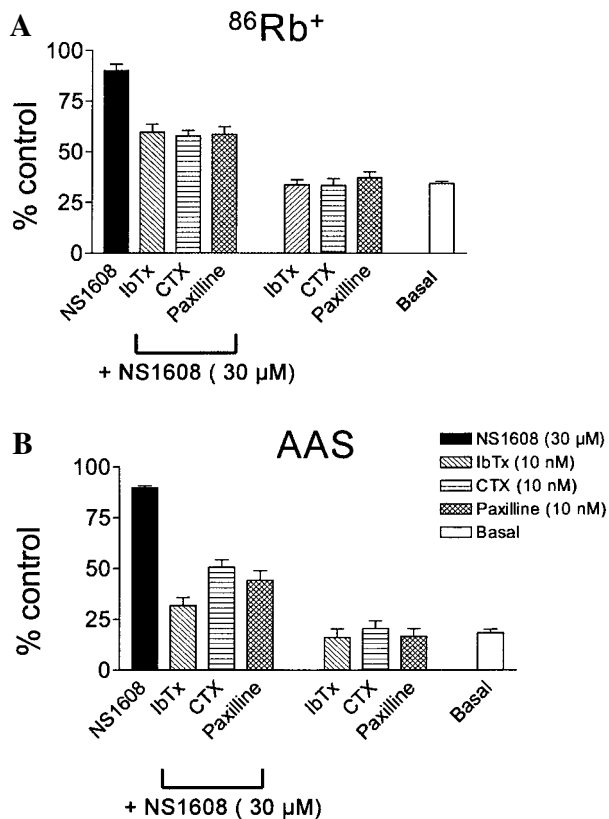 A
⁸⁶Rb⁺
% control
100
75
50
25
0
NS1608
IbTx
CTX
Paxilline
IbTx
CTX
Paxilline
Basal
+ NS1608 ( 30 µM)
B
AAS
% control
100
75
50
25
0
NS1608 (30 µM)
IbTx (10 nM)
CTX (10 nM)
Paxilline (10 nM)
Basal
NS1608
IbTx
CTX
Paxilline
IbTx
CTX
Paxilline
Basal
+ NS1608 ( 30 µM)